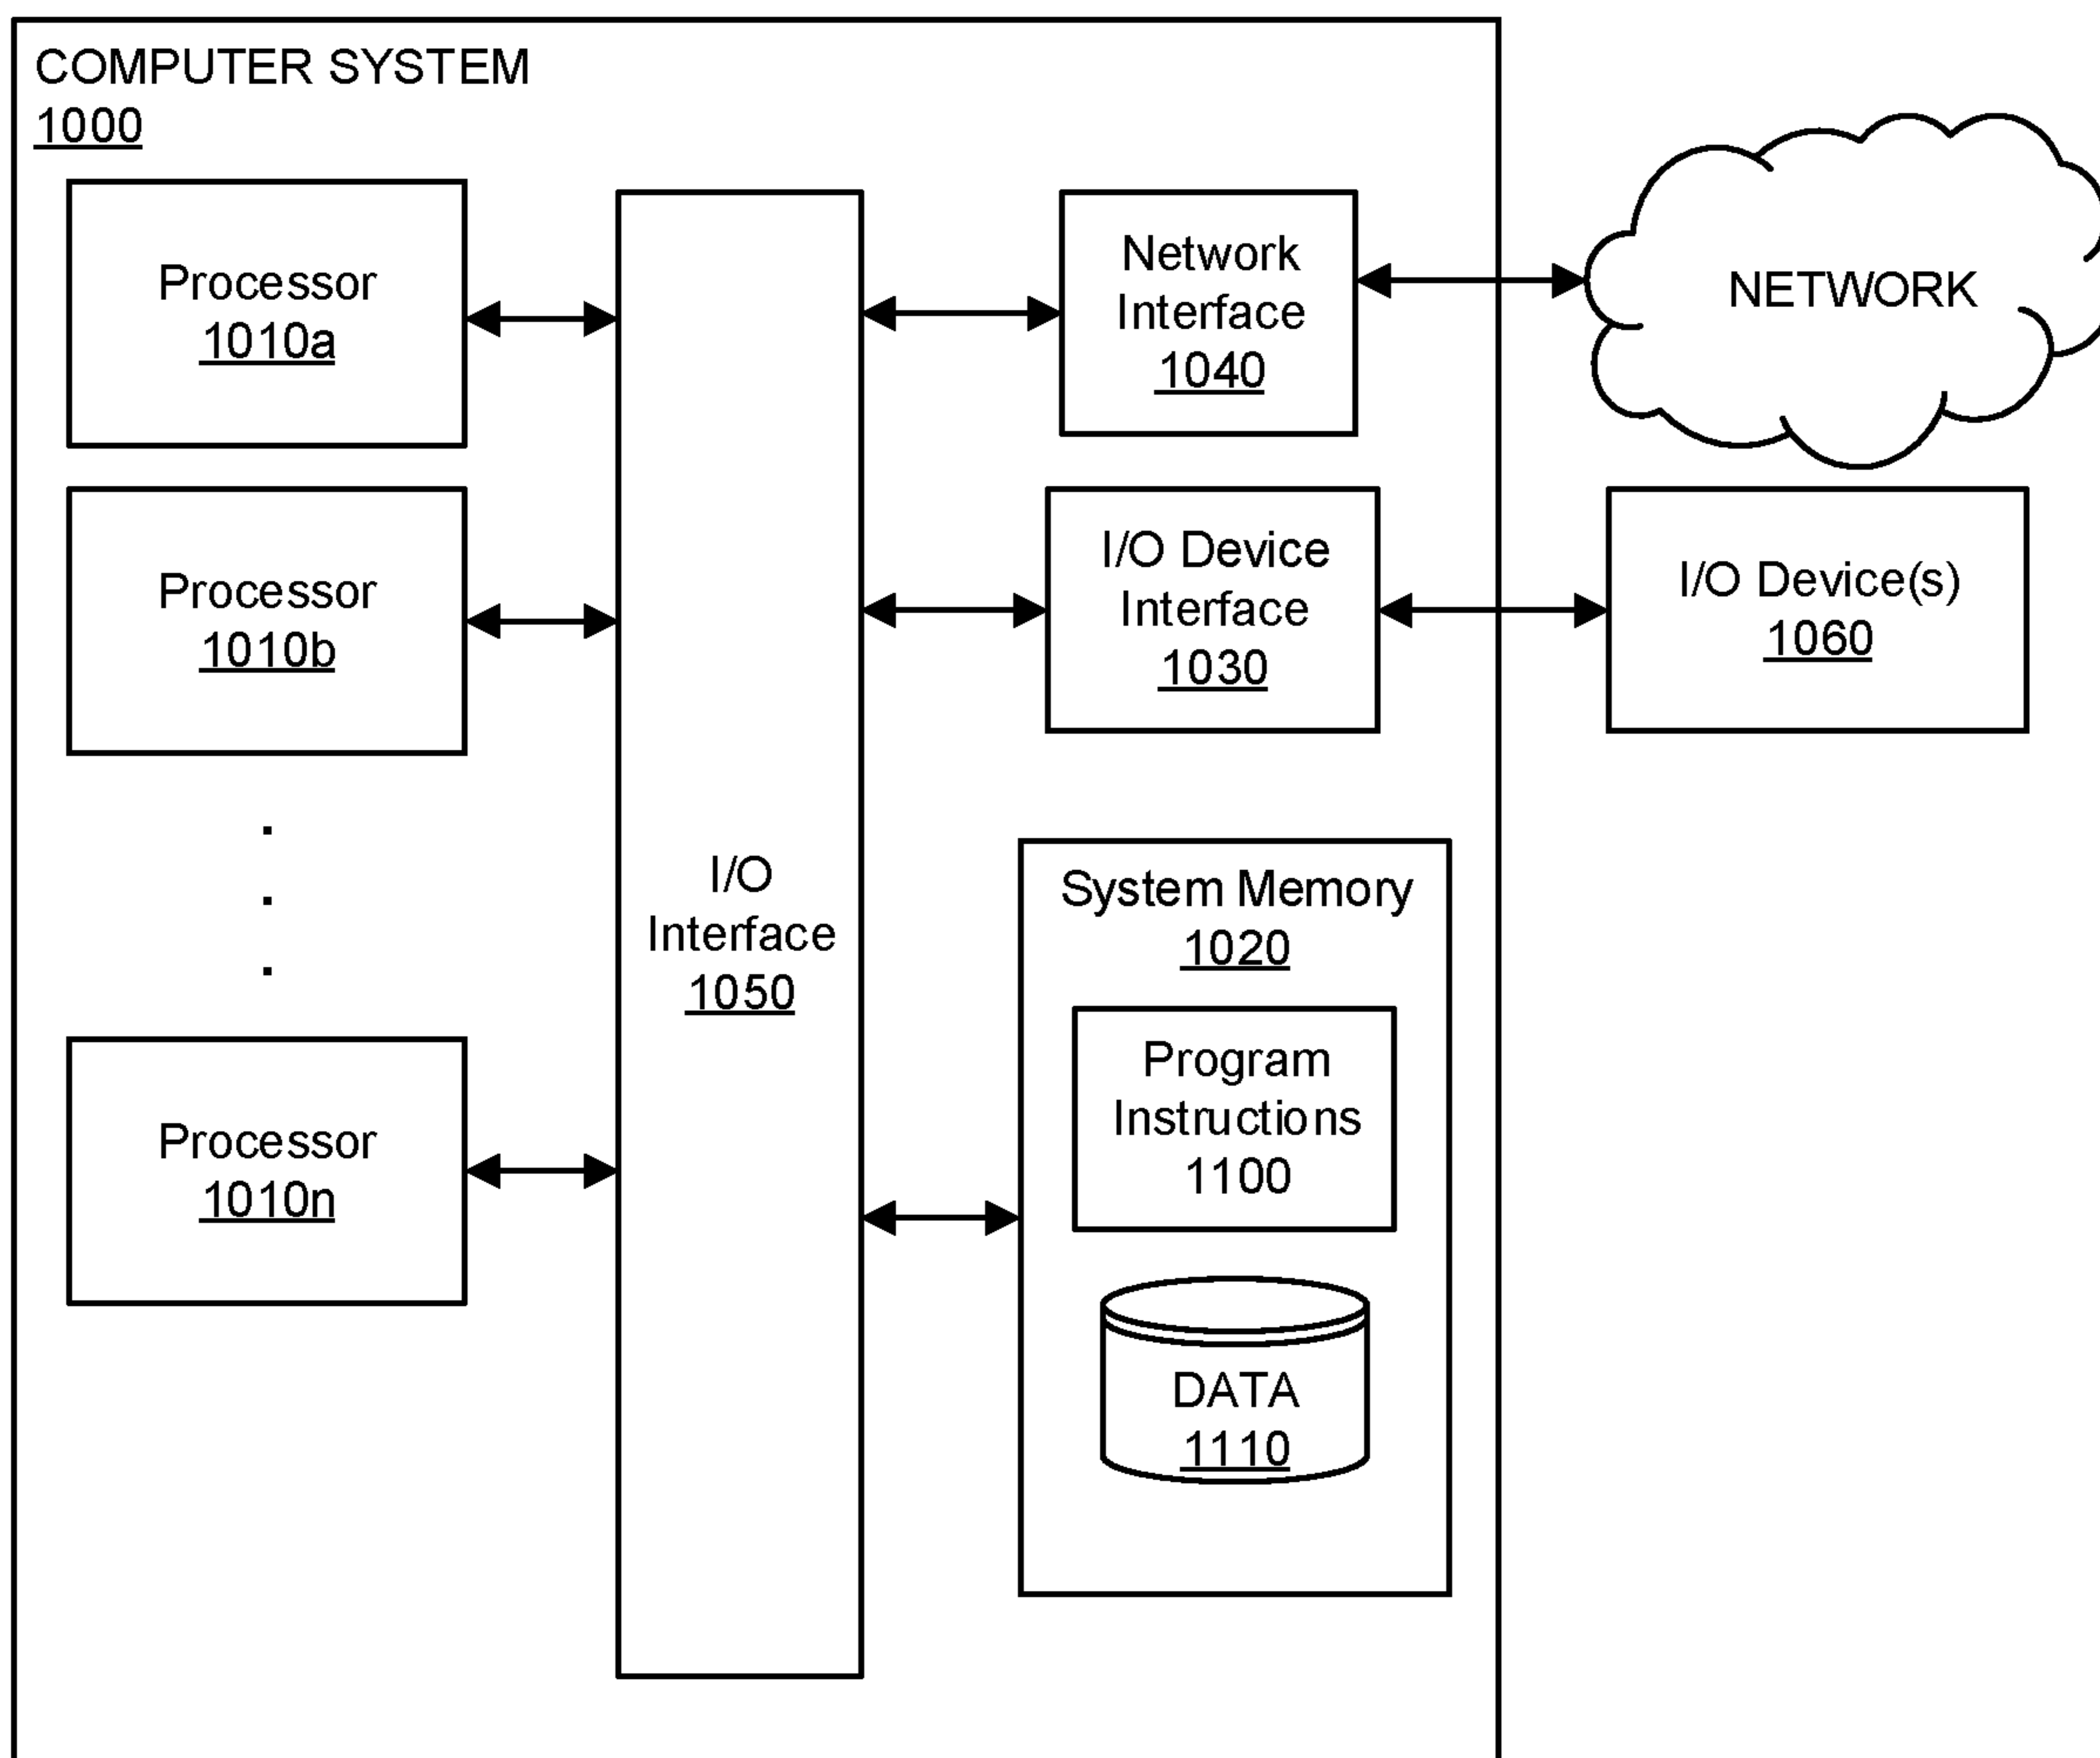 COMPUTER SYSTEM
1000
Processor
1010a
Processor
1010b
Processor
1010n
I/O
Interface
1050
Network
Interface
1040
I/O Device
Interface
1030
System Memory
1020
Program
Instructions
1100
DATA
1110
NETWORK
I/O Device(s)
1060